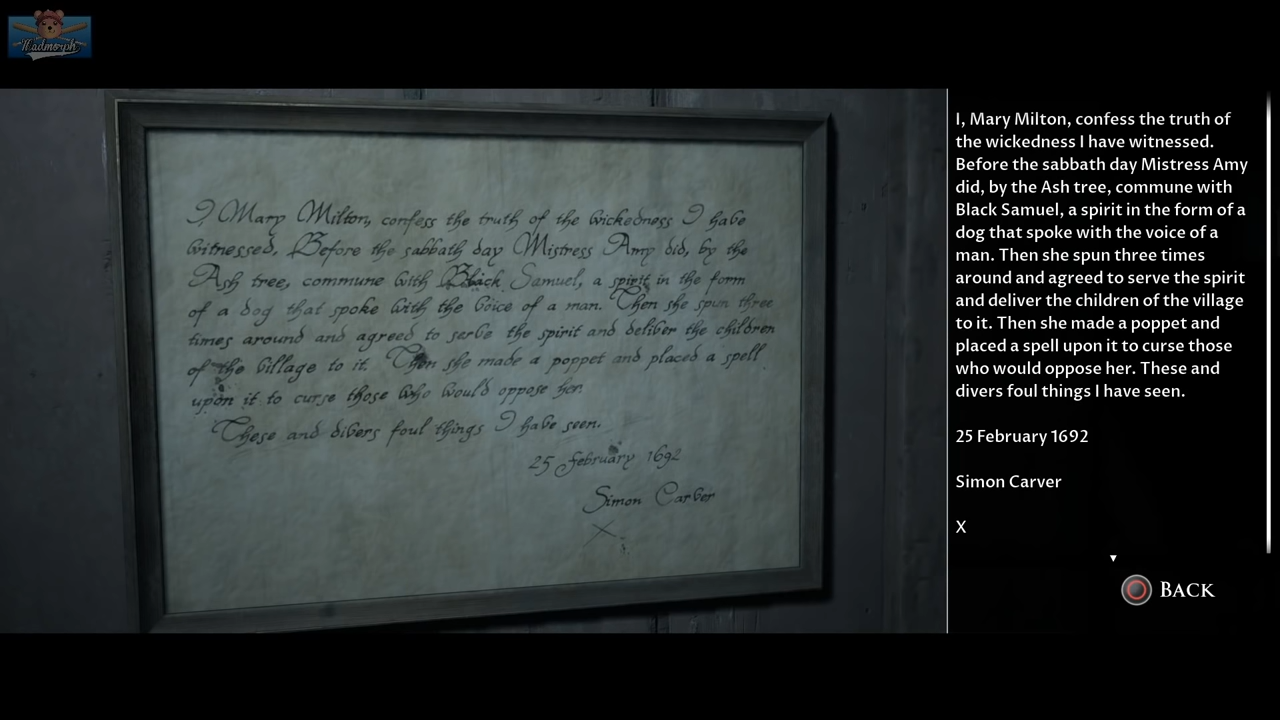 Madmorph
I, Mary Milton, confess the truth of the wickedness I have
witnessed. Before the sabbath day Mistress Amy did, by the
Ash tree, commune with Black Samuel, a spirit in the form
of a dog that spoke with the voice of a man. Then she spun three
times around and agreed to serve the spirit and deliver the children
of the village to it. Then she made a poppet and placed a spell
upon it to curse those who would oppose her.
These and divers foul things I have seen.
25 February 1692
Simon Carver
X
I, Mary Milton, confess the truth of
the wickedness I have witnessed.
Before the sabbath day Mistress Amy
did, by the Ash tree, commune with
Black Samuel, a spirit in the form of a
dog that spoke with the voice of a
man. Then she spun three times
around and agreed to serve the spirit
and deliver the children of the village
to it. Then she made a poppet and
placed a spell upon it to curse those
who would oppose her. These and
divers foul things I have seen.
25 February 1692
Simon Carver
X
BACK